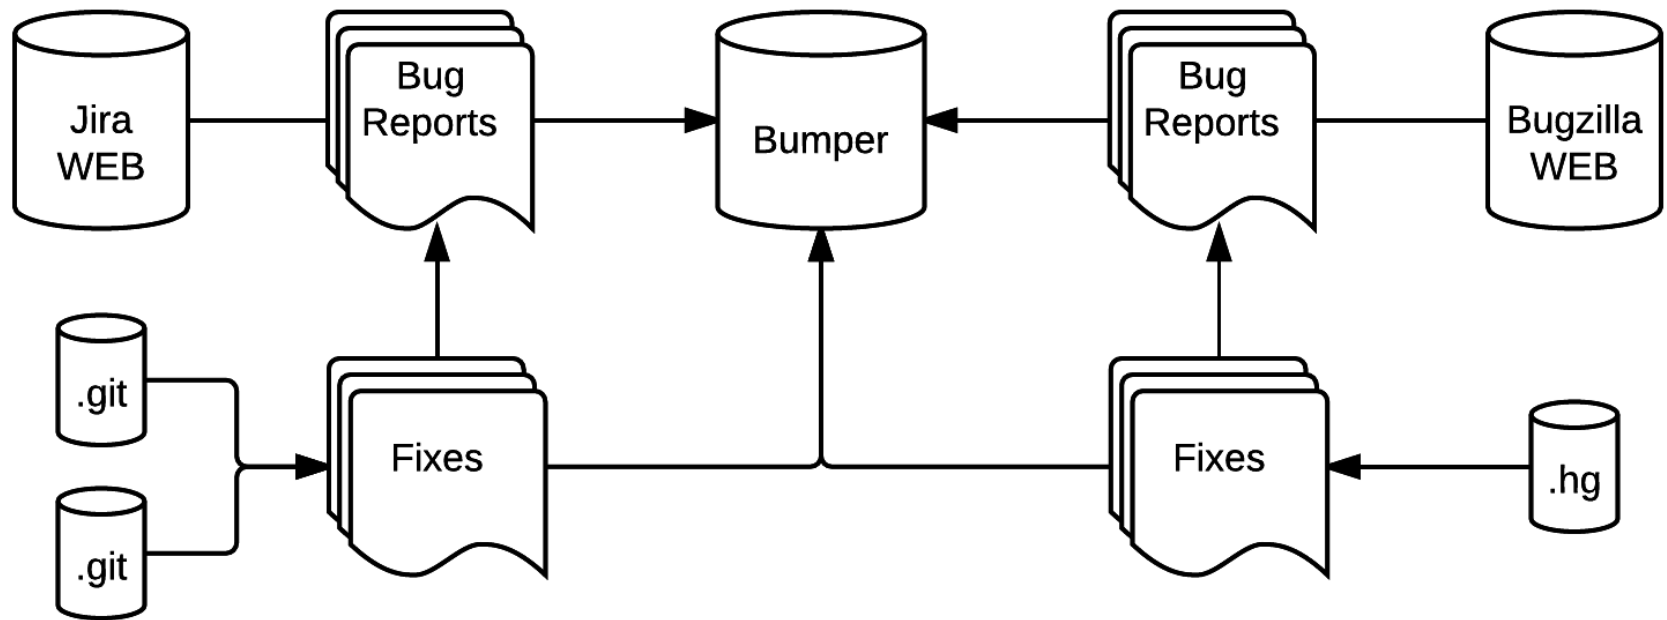 Jira
WEB
Bug
Reports
Bumper
Bug
Reports
Bugzilla
WEB
.git
.git
Fixes
Fixes
.hg